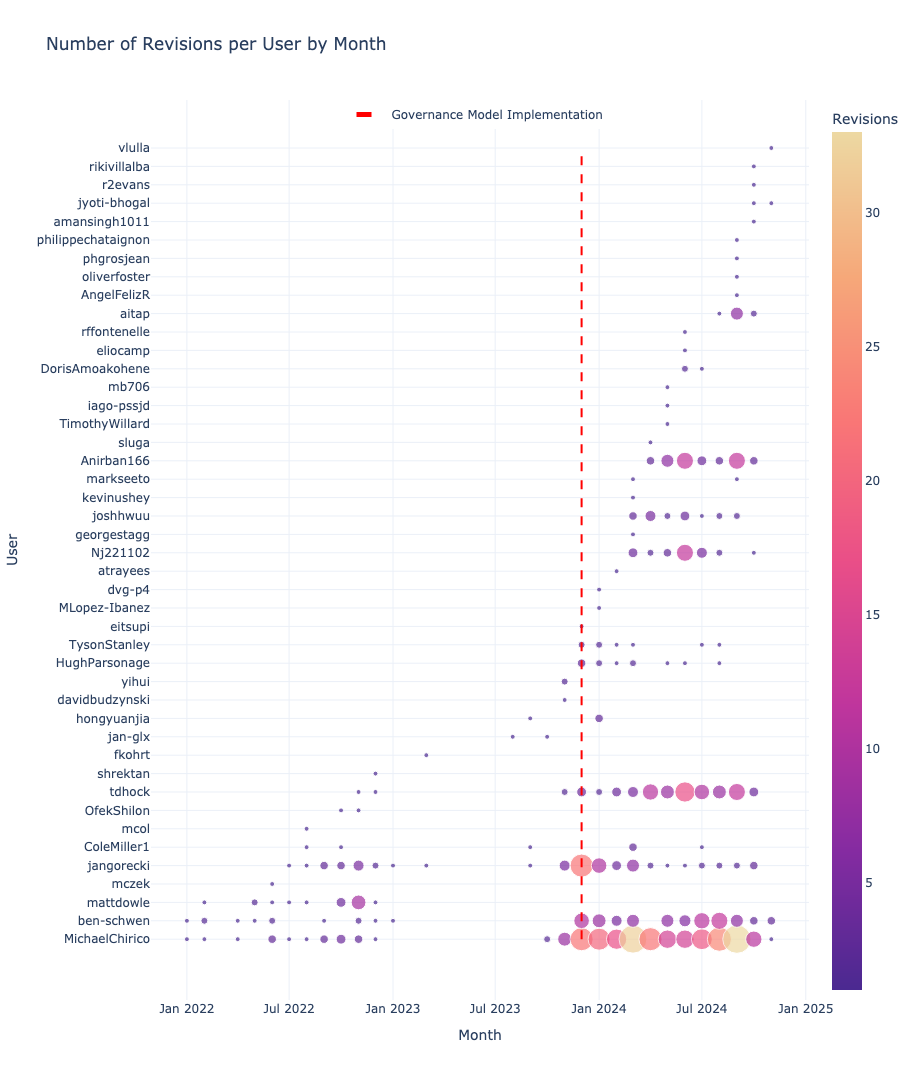 Number of Revisions per User by Month
Governance Model Implementation
Revisions
vlulla
rikivillalba
r2evans
jyoti-bhogal
amansingh1011
philippechataignon
phgrosjean
oliverfoster
AngelFelizR
aitap
rffontenelle
eliocamp
DorisAmoakohene
mb706
iago-pssjd
TimothyWillard
sluga
Anirban166
markseeto
kevinushey
joshhwuu
georgestagg
Nj221102
atrayees
dvg-p4
MLopez-Ibanez
eitsupi
TysonStanley
HughParsonage
yihui
davidbudzynski
hongyuanjia
jan-glx
fkohrt
shrektan
tdhock
OfekShilon
mcol
ColeMiller1
jangorecki
mczek
mattdowle
ben-schwen
MichaelChirico
User
30
25
20
15
10
5
Jan 2022
Jul 2022
Jan 2023
Jul 2023
Jan 2024
Jul 2024
Jan 2025
Month